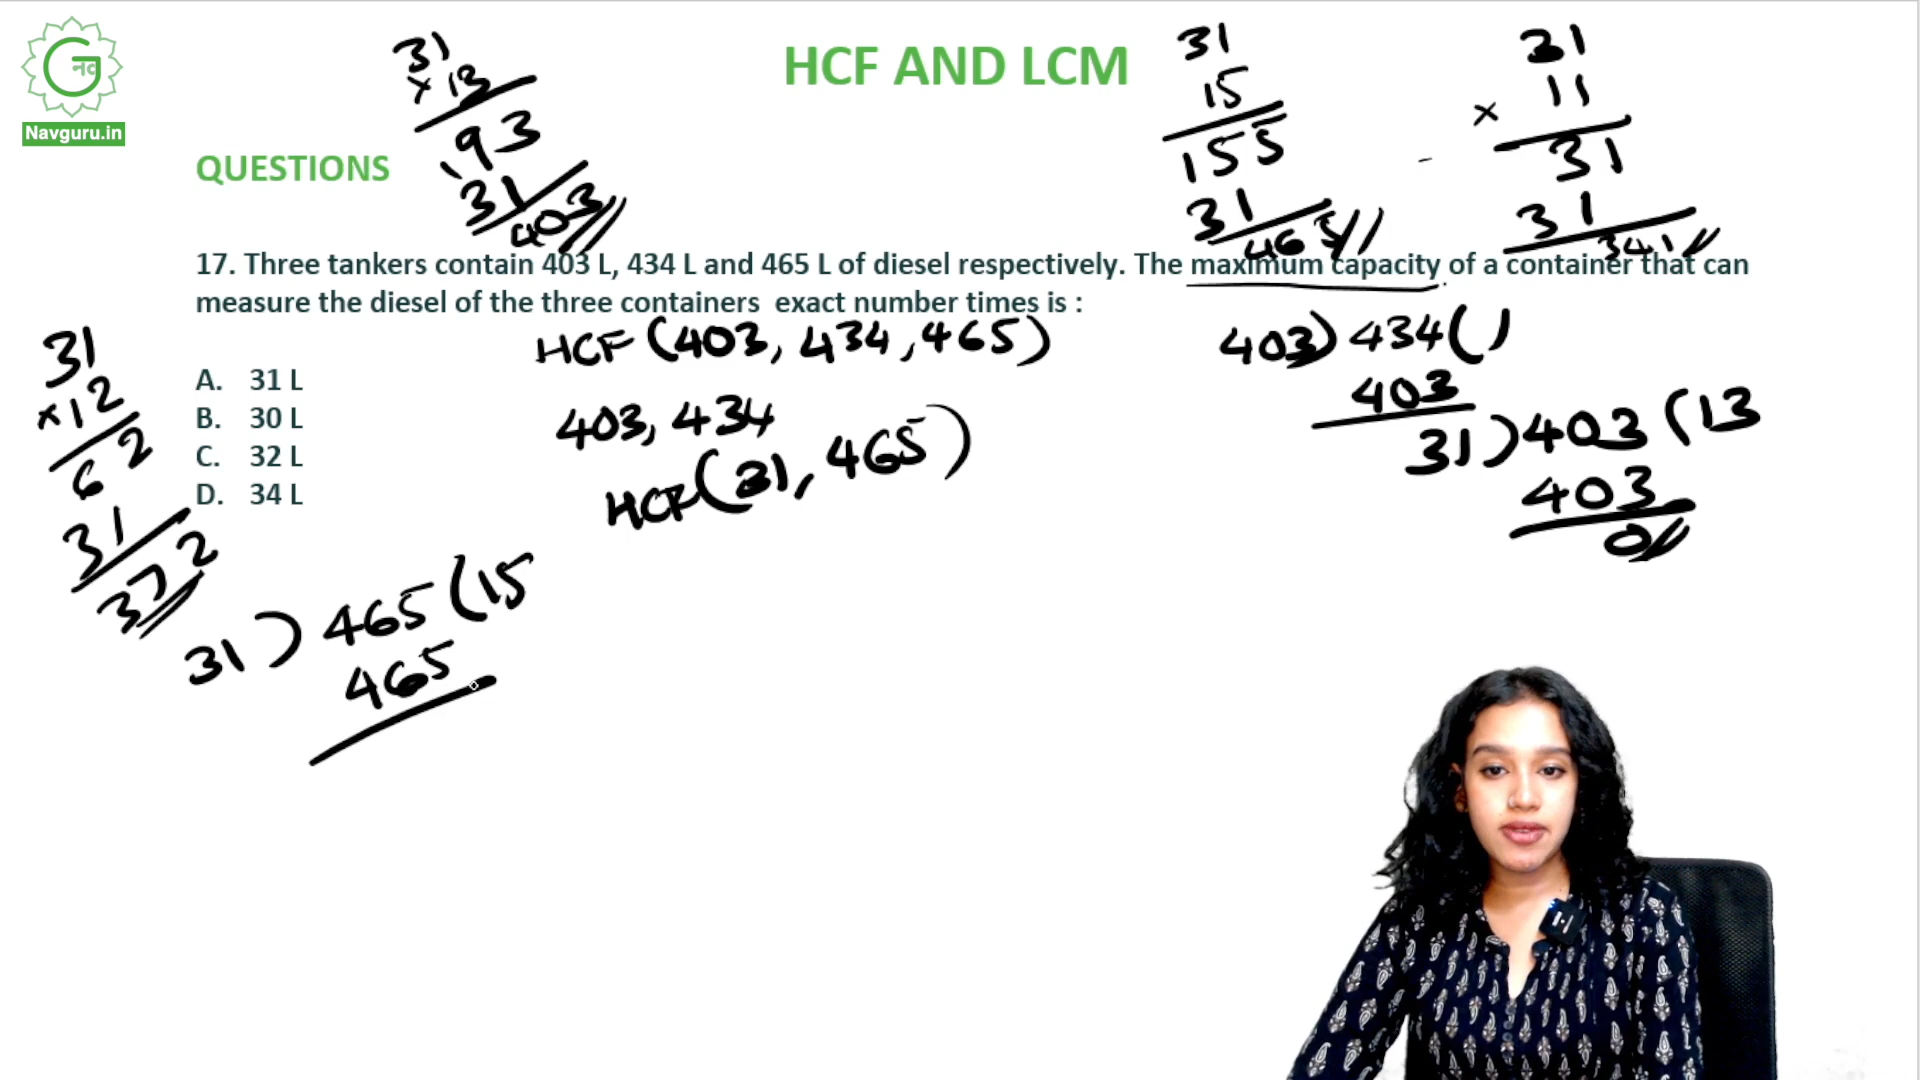 नव
Navguru.in
HCF AND LCM
31
× 13
93
31
403
31
15
155
31
465
31
× 11
31
31
341
QUESTIONS
17. Three tankers contain 403 L, 434 L and 465 L of diesel respectively. The maximum capacity of a container that can
measure the diesel of the three containers exact number times is :
HCF (403, 434, 465)
403, 434
HCF(31, 465)
403) 434 (1
403
31) 403 (13
403
0
31
×12
62
31
372
A. 31 L
B. 30 L
C. 32 L
D. 34 L
31) 465 (15
465